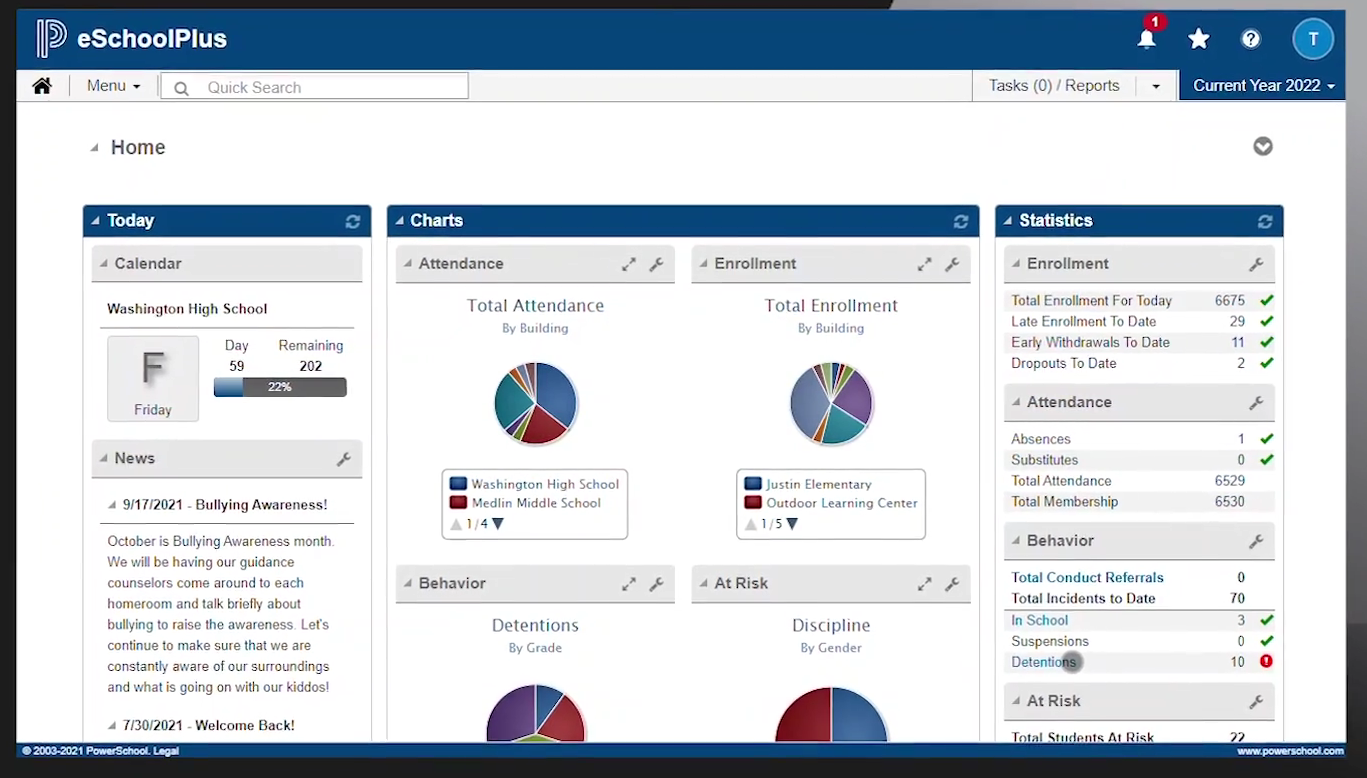 eSchoolPlus
1
T
Menu
Quick Search
Tasks (0) / Reports
Current Year 2022
Home
Today
Calendar
Washington High School
F
Friday
Day
59
Remaining
202
22%
News
9/17/2021 - Bullying Awareness!
October is Bullying Awareness month.
We will be having our guidance
counselors come around to each
homeroom and talk briefly about
bullying to raise the awareness. Let's
continue to make sure that we are
constantly aware of our surroundings
and what is going on with our kiddos!
7/30/2021 - Welcome Back!
Charts
Attendance
Total Attendance
By Building
Washington High School
Medlin Middle School
1/4
Enrollment
Total Enrollment
By Building
Justin Elementary
Outdoor Learning Center
1/5
Behavior
Detentions
By Grade
At Risk
Discipline
By Gender
Statistics
Enrollment
Total Enrollment For Today 6675
Late Enrollment To Date 29
Early Withdrawals To Date 11
Dropouts To Date 2
Attendance
Absences 1
Substitutes 0
Total Attendance 6529
Total Membership 6530
Behavior
Total Conduct Referrals 0
Total Incidents to Date 70
In School 3
Suspensions 0
Detentions 10
At Risk
Total Students At Risk 22
© 2003-2021 PowerSchool. Legal
www.powerschool.com